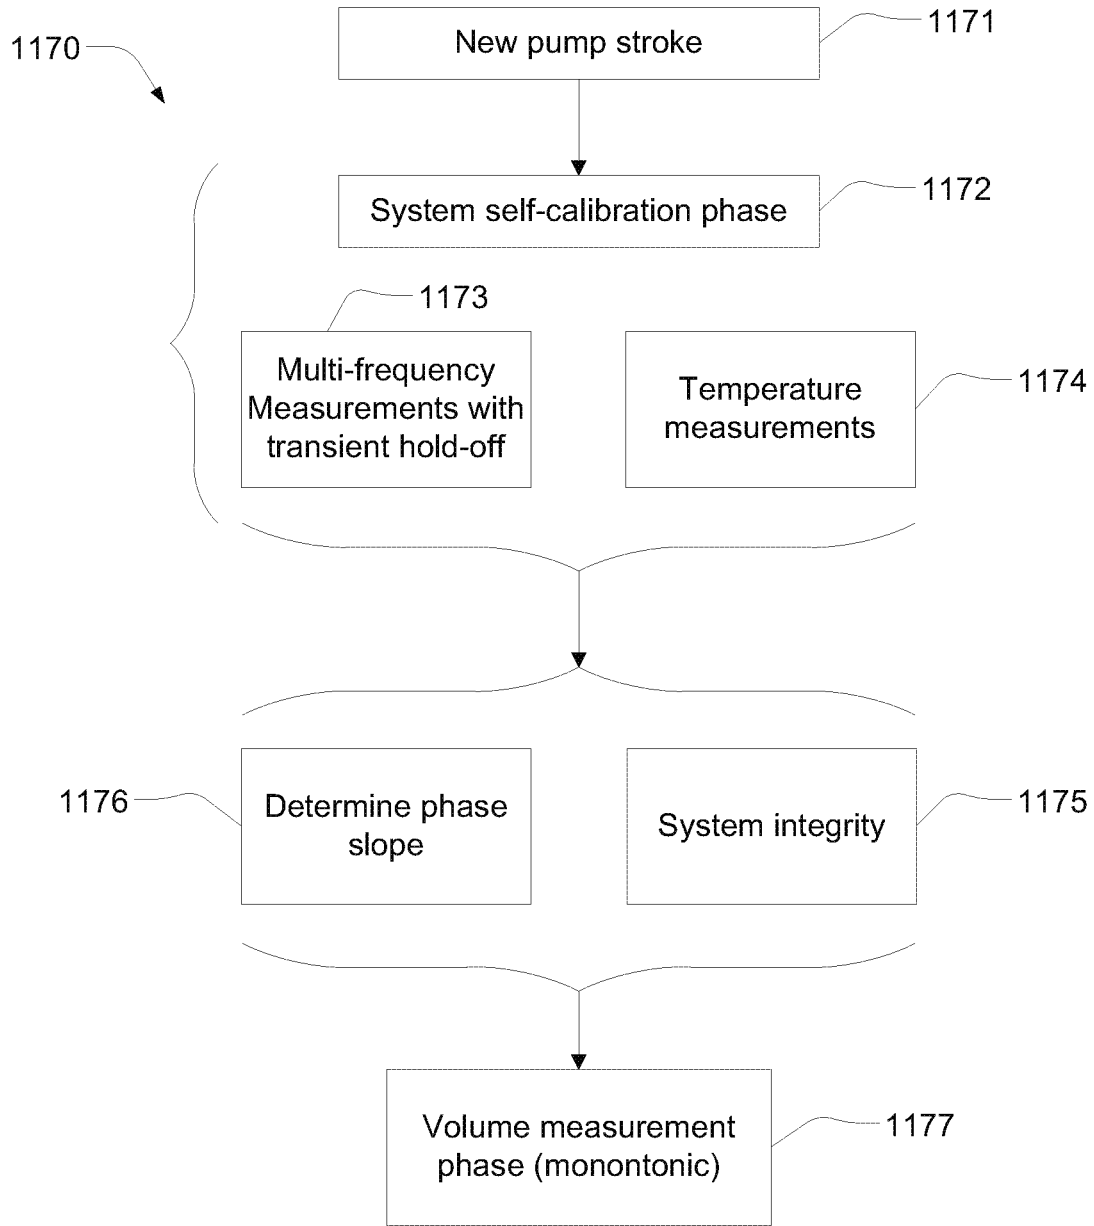 1170
New pump stroke
1171
System self-calibration phase
1172
1173
Multi-frequency
Measurements with
transient hold-off
Temperature
measurements
1174
1176
Determine phase
slope
System integrity
1175
Volume measurement
phase (monontonic)
1177